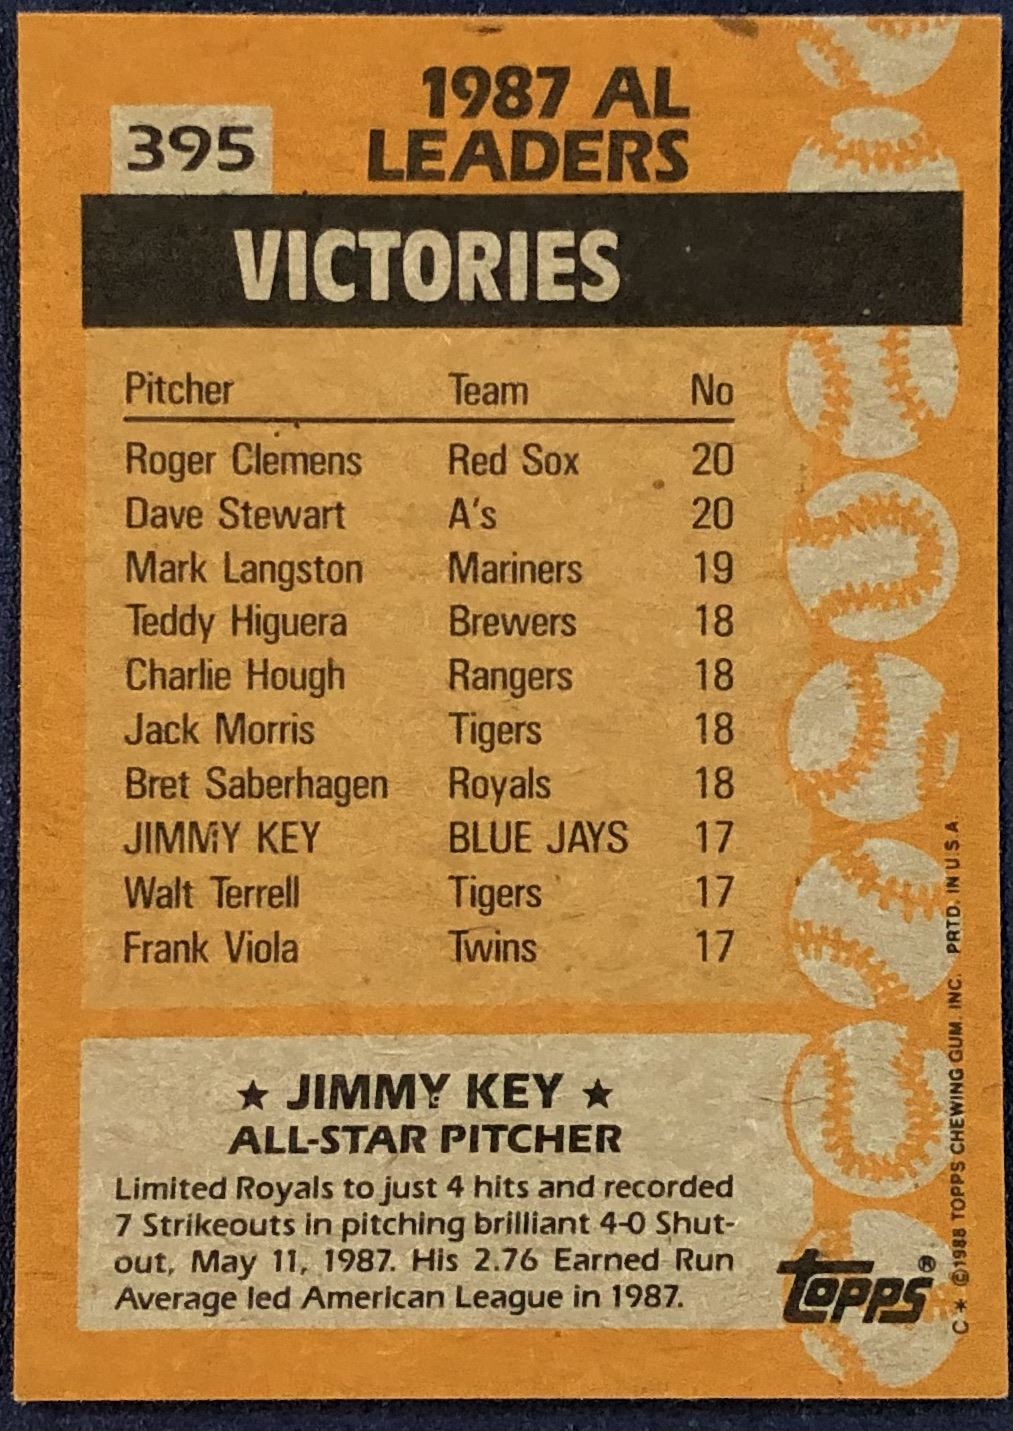 1987 AL
LEADERS
395
VICTORIES
Pitcher Team No
Roger Clemens Red Sox 20
Dave Stewart A's 20
Mark Langston Mariners 19
Teddy Higuera Brewers 18
Charlie Hough Rangers 18
Jack Morris Tigers 18
Bret Saberhagen Royals 18
JIMMY KEY BLUE JAYS 17
Walt Terrell Tigers 17
Frank Viola Twins 17
★ JIMMY KEY ★
ALL-STAR PITCHER
Limited Royals to just 4 hits and recorded
7 Strikeouts in pitching brilliant 4-0 Shut-
out, May 11, 1987. His 2.76 Earned Run
Average led American League in 1987.
TOPPS®
C * ©1988 TOPPS CHEWING GUM, INC. PRTD. IN U.S.A.